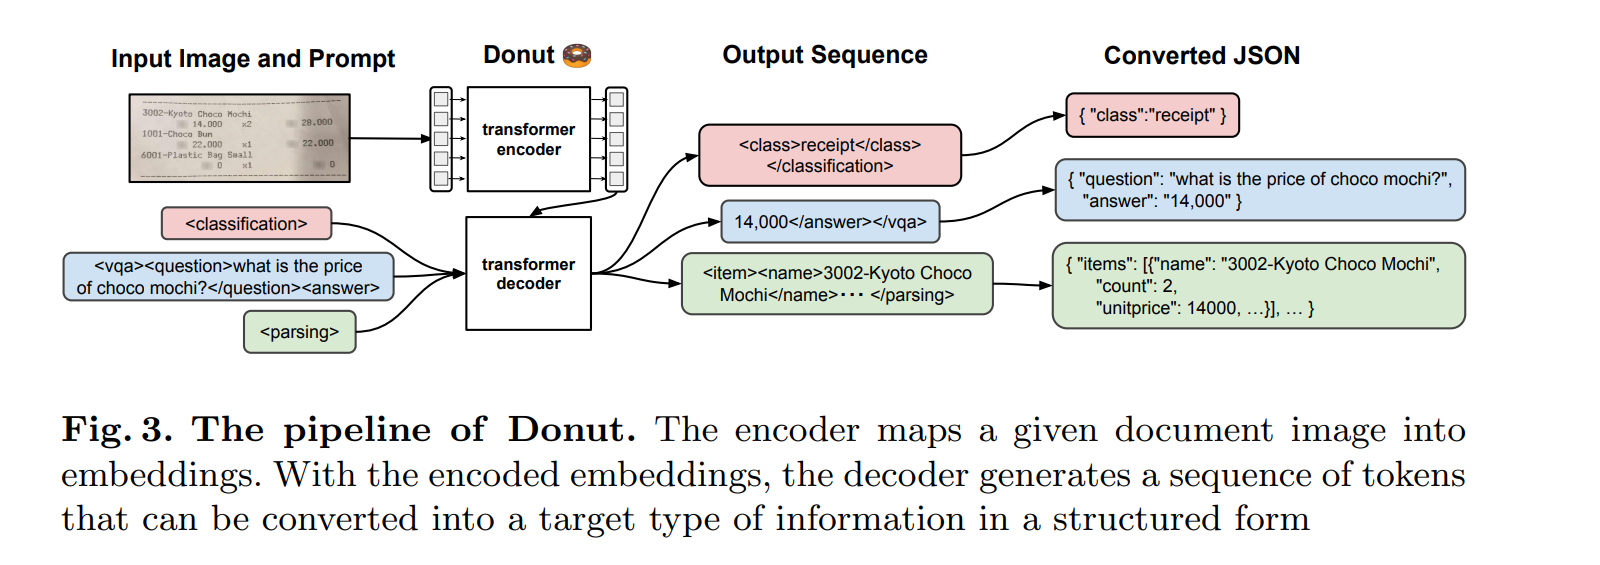 Input Image and Prompt
Donut
Output Sequence
Converted JSON
3002-Kyoto Choco Mochi
14.000 x2 28.000
1001-Choco Bun
22.000 x1 22.000
6001-Plastic Bag Small
0 x1 0
transformer
encoder
<classification>
<vqa><question>what is the price
of choco mochi?</question><answer>
<parsing>
transformer
decoder
<class>receipt</class>
</classification>
14,000</answer></vqa>
<item><name>3002-Kyoto Choco
Mochi</name>··· </parsing>
{ "class":"receipt" }
{ "question": "what is the price of choco mochi?",
"answer": "14,000" }
{ "items": [{"name": "3002-Kyoto Choco Mochi",
"count": 2,
"unitprice": 14000, …}], … }
Fig. 3. The pipeline of Donut. The encoder maps a given document image into
embeddings. With the encoded embeddings, the decoder generates a sequence of tokens
that can be converted into a target type of information in a structured form